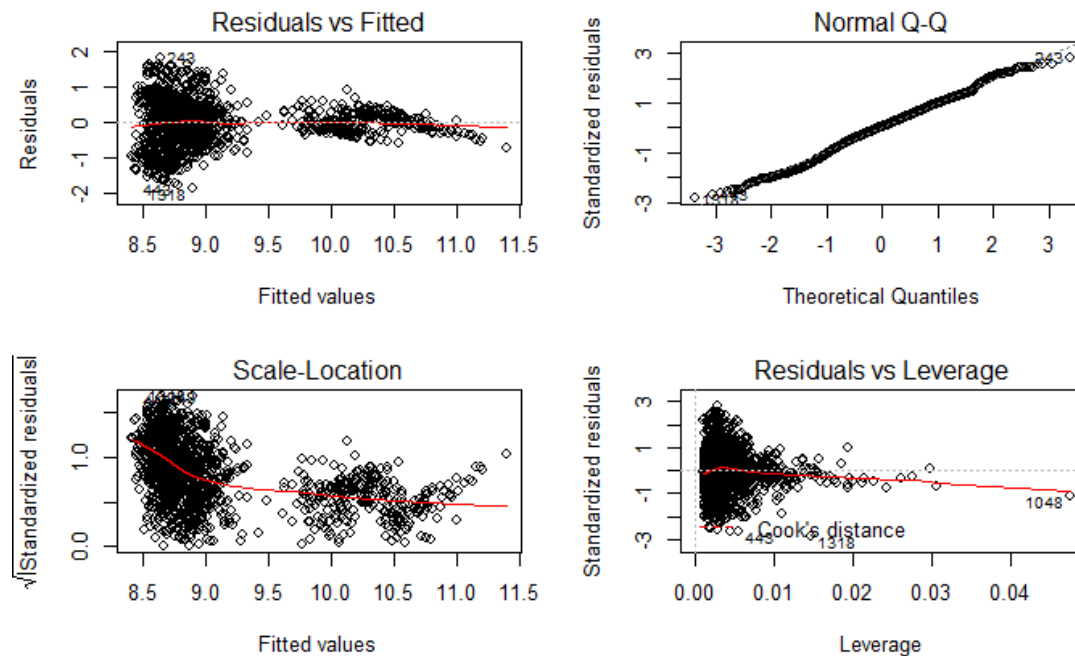 Residuals vs Fitted
Residuals
2
1
0
-1
-2
243
1318
8.5 9.0 9.5 10.0 10.5 11.0 11.5
Fitted values
Normal Q-Q
Standardized residuals
3
1
-1
-3
243
-3 -2 -1 0 1 2 3
Theoretical Quantiles
Scale-Location
√|Standardized residuals|
1.0
0.0
8.5 9.0 9.5 10.0 10.5 11.0 11.5
Fitted values
Residuals vs Leverage
Standardized residuals
3
1
-1
-3
1048
Cook's distance
443
1318
0.00 0.01 0.02 0.03 0.04
Leverage